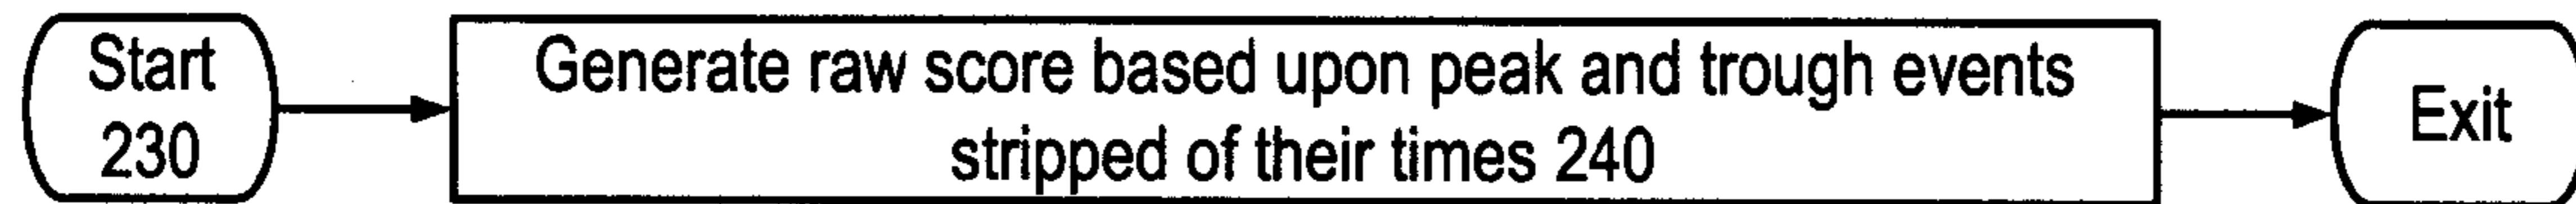 Start
230
Generate raw score based upon peak and trough events
stripped of their times 240
Exit